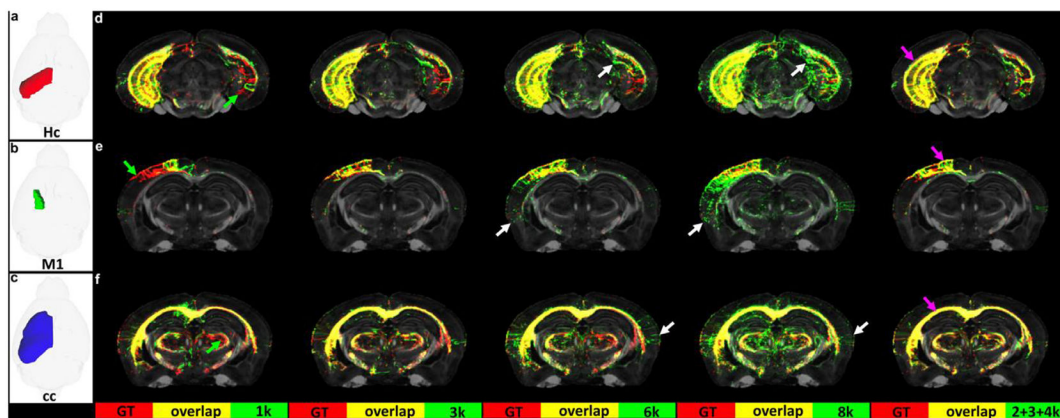 a
Hc
b
M1
c
cc
d
e
f
GT overlap 1k
GT overlap 3k
GT overlap 6k
GT overlap 8k
GT overlap 2+3+4k